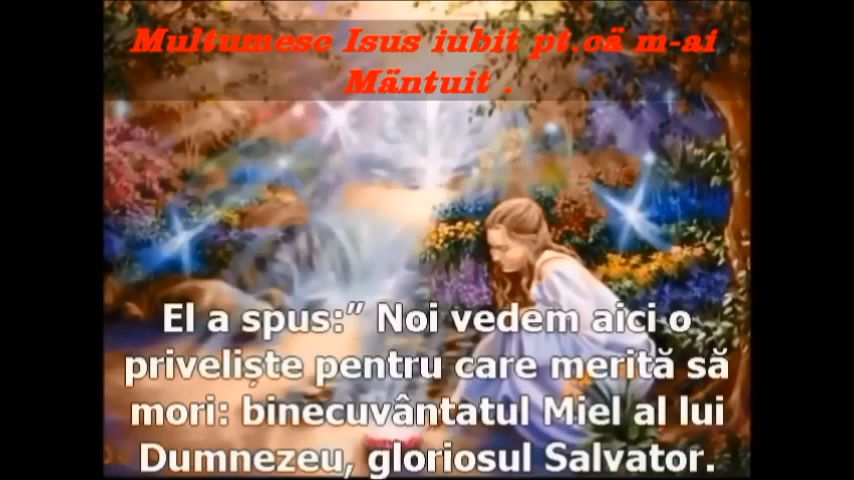 Multumesc Isus iubit pt.cä m-ai
Mäntuit .
El a spus:” Noi vedem aici o
priveliște pentru care merită să
mori: binecuvântatul Miel al lui
Dumnezeu, gloriosul Salvator.